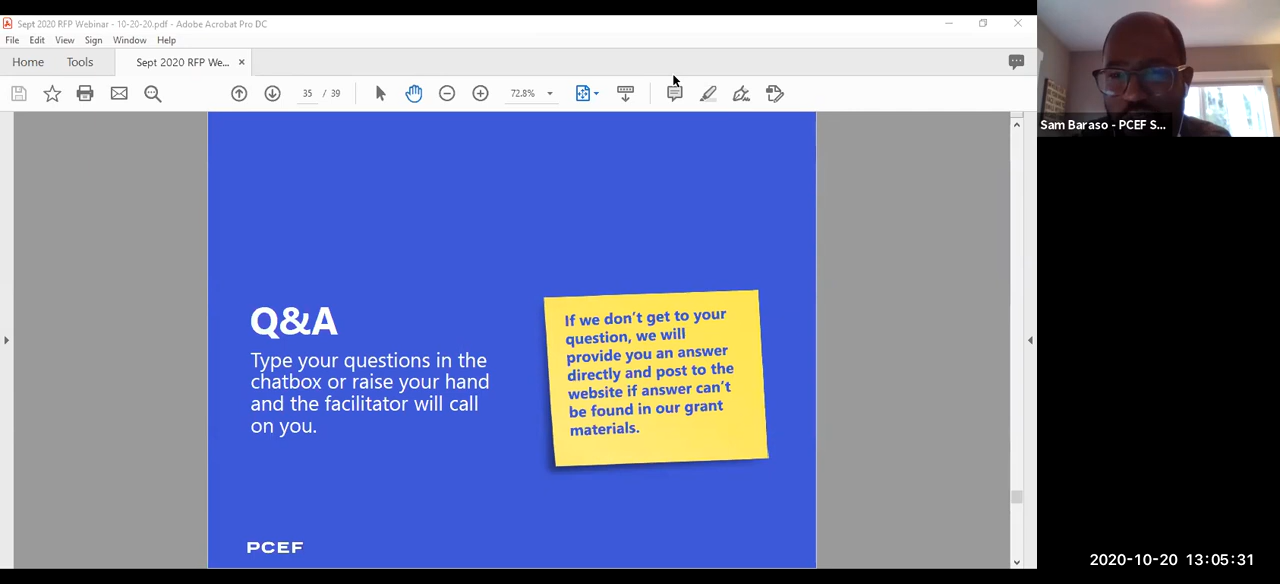 Sept 2020 RFP Webinar - 10-20-20.pdf - Adobe Acrobat Pro DC
File Edit View Sign Window Help
Home Tools Sept 2020 RFP We... ×
35 / 39 72.8%
Sam Baraso - PCEF S...
Q&A
Type your questions in the
chatbox or raise your hand
and the facilitator will call
on you.
If we don't get to your
question, we will
provide you an answer
directly and post to the
website if answer can't
be found in our grant
materials.
PCEF
2020-10-20 13:05:31